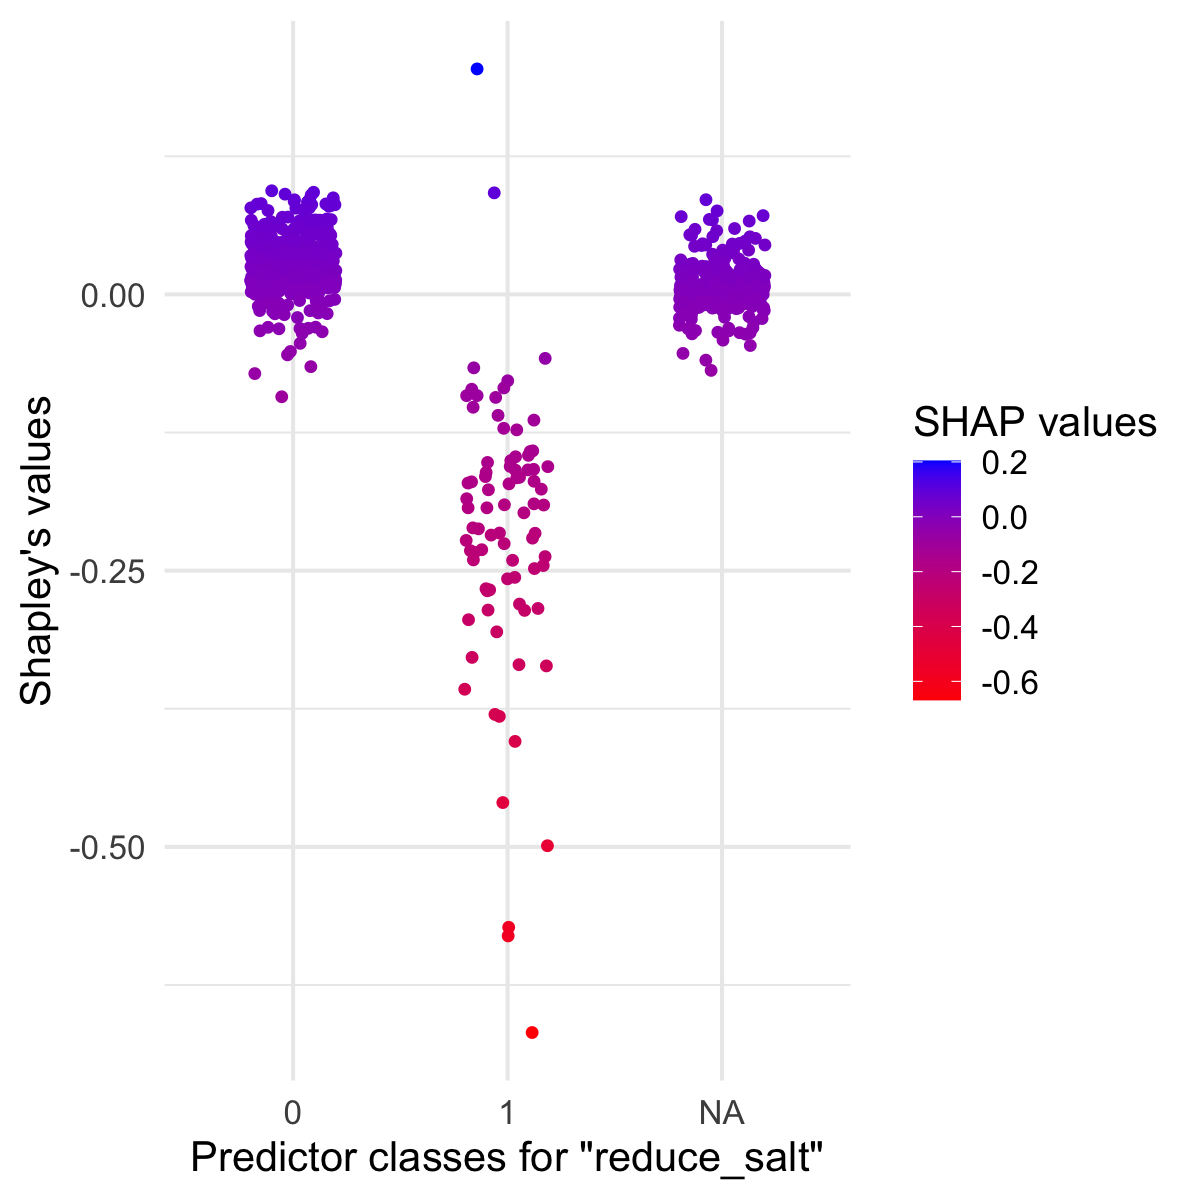 Shapley's values
0.00
-0.25
-0.50
0
1
NA
Predictor classes for "reduce_salt"
SHAP values
0.2
0.0
-0.2
-0.4
-0.6